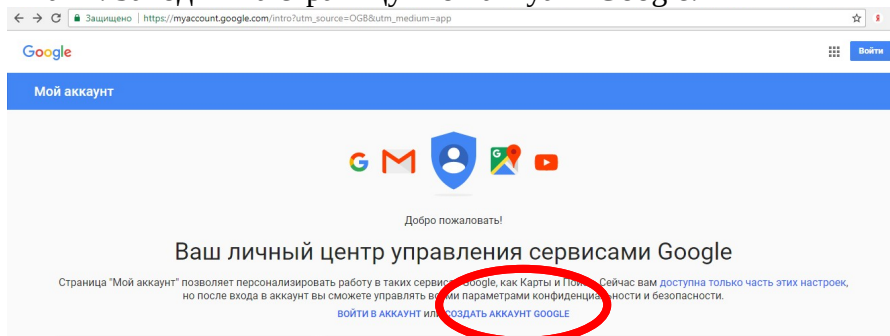 Защищено https://myaccount.google.com/intro?utm_source=OGB&utm_medium=app
Google
Войти
Мой аккаунт
G
Добро пожаловать!
Ваш личный центр управления сервисами Google
Страница "Мой аккаунт" позволяет персонализировать работу в таких Google, как Карты и Сейчас вам доступна только часть этих настроек,
но после входа в аккаунт вы сможете управлять всеми параметрами конфиденциальности и безопасности.
ВОЙТИ В АККАУНТ или СОЗДАТЬ АККАУНТ GOOGLE